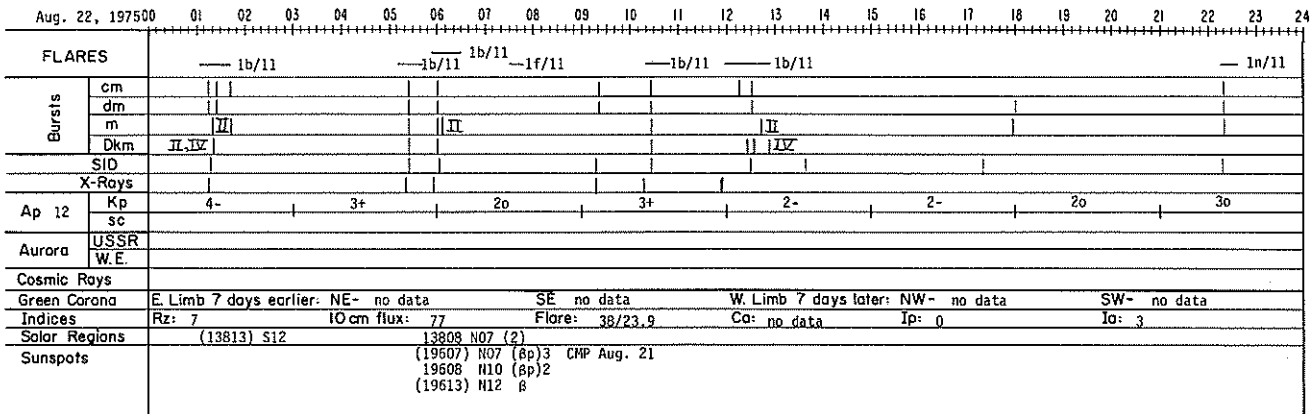 Aug. 22, 1975 00 01 02 03 04 05 06 07 08 09 10 11 12 13 14 15 16 17 18 19 20 21 22 23 24
FLARES 1b/11 1b/11 1b/11 1f/11 1b/11 1b/11 1n/11
Bursts
cm
dm
m II II II
Dkm II,IV IV
SID
X-Rays
Ap 12 Kp 4- 3+ 2o 3+ 2- 2- 2o 3o
sc
Aurora USSR
W.E.
Cosmic Rays
Green Corona E. Limb 7 days earlier: NE- no data SE no data W. Limb 7 days later: NW- no data SW- no data
Indices Rz: 7 10 cm flux: 77 Flare: 38/23.9 Ca: no data Ip: 0 Ia: 3
Solar Regions (13813) S12 13808 N07 (2)
Sunspots (19607) N07 (βp)3 CMP Aug. 21
19608 N10 (βp)2
(19613) N12 β